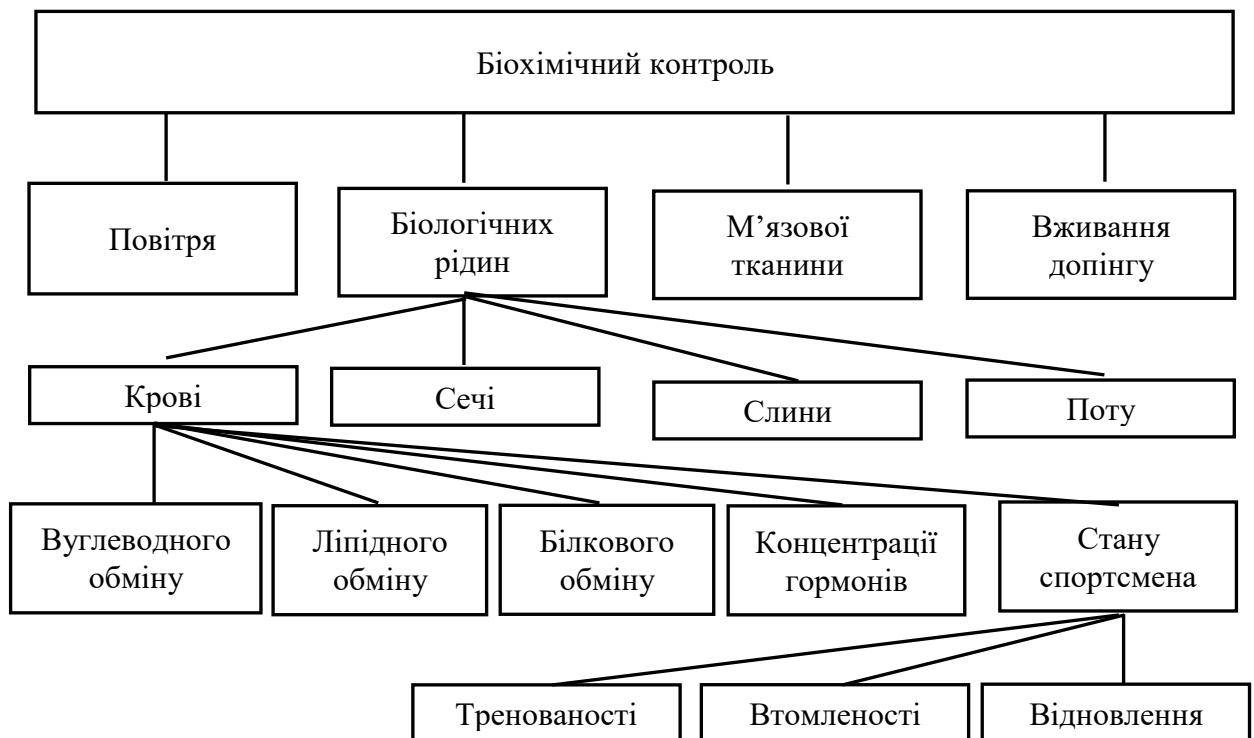 Біохімічний контроль
Повітря
Біологічних
рідин
М’язової
тканини
Вживання
допінгу
Крові
Сечі
Слини
Поту
Вуглеводного
обміну
Ліпідного
обміну
Білкового
обміну
Концентрації
гормонів
Стану
спортсмена
Тренованості
Втомленості
Відновлення